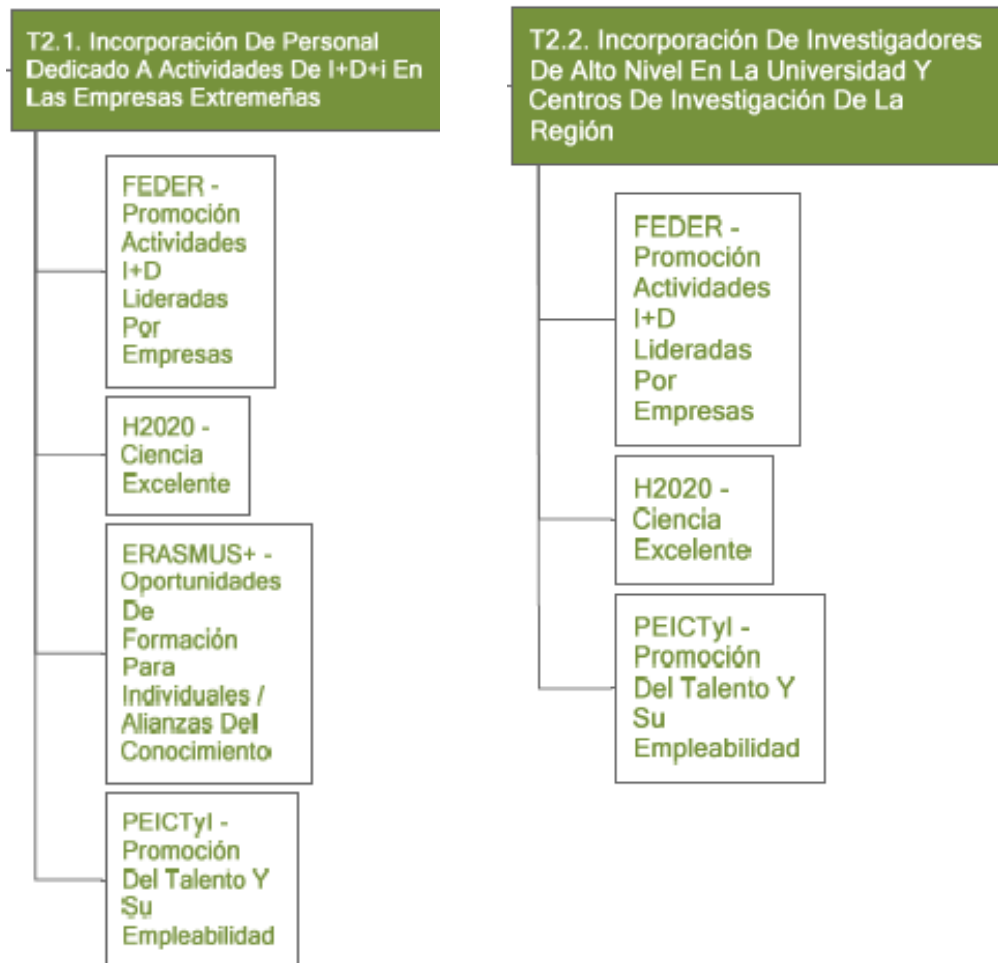 T2.1. Incorporación De Personal
Dedicado A Actividades De I+D+i En
Las Empresas Extremeñas
FEDER -
Promoción
Actividades
I+D
Lideradas
Por
Empresas
H2020 -
Ciencia
Excelente
ERASMUS+ -
Oportunidades
De
Formación
Para
Individuales /
Alianzas Del
Conocimiento
PEICTyI -
Promoción
Del Talento Y
Su
Empleabilidad
T2.2. Incorporación De Investigadores
De Alto Nivel En La Universidad Y
Centros De Investigación De La
Región
FEDER -
Promoción
Actividades
I+D
Lideradas
Por
Empresas
H2020 -
Ciencia
Excelente
PEICTyI -
Promoción
Del Talento Y
Su
Empleabilidad